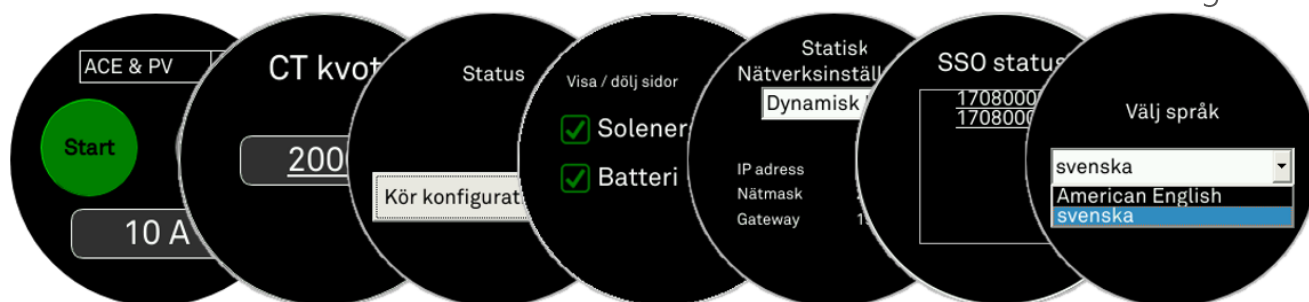 ACE & PV
Start
10 A
CT kvot
200
Status
Kör konfigurat
Visa / dölj sidor
Solener
Batteri
Statisk
Nätverksinställ
Dynamisk
IP adress
Nätmask
Gateway
SSO status
1708000
1708000
Välj språk
svenska
American English
svenska